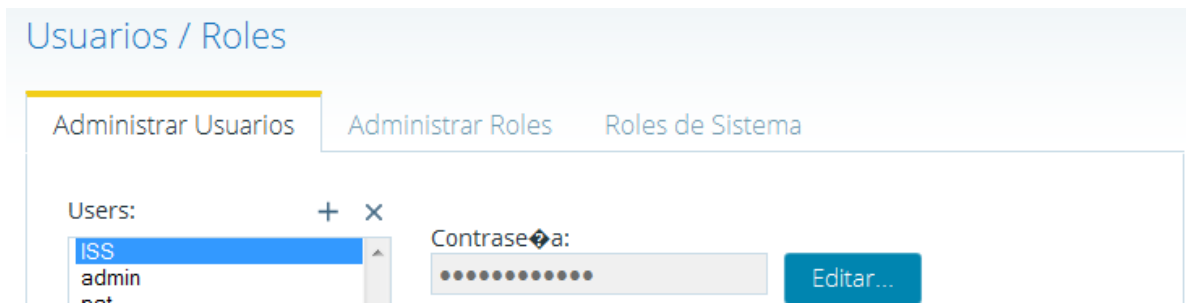 Usuarios / Roles
Administrar Usuarios Administrar Roles Roles de Sistema
Users:
ISS
admin
Contrase�a:
••••••••••••
Editar...